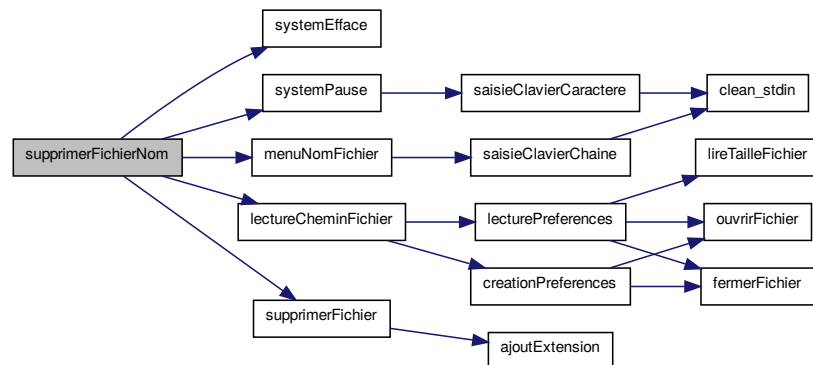 systemEfface
systemPause
saisieClavierCaractere
clean_stdin
supprimerFichierNom
menuNomFichier
saisieClavierChaine
lireTailleFichier
lectureCheminFichier
lecturePreferences
ouvrirFichier
creationPreferences
fermerFichier
supprimerFichier
ajoutExtension